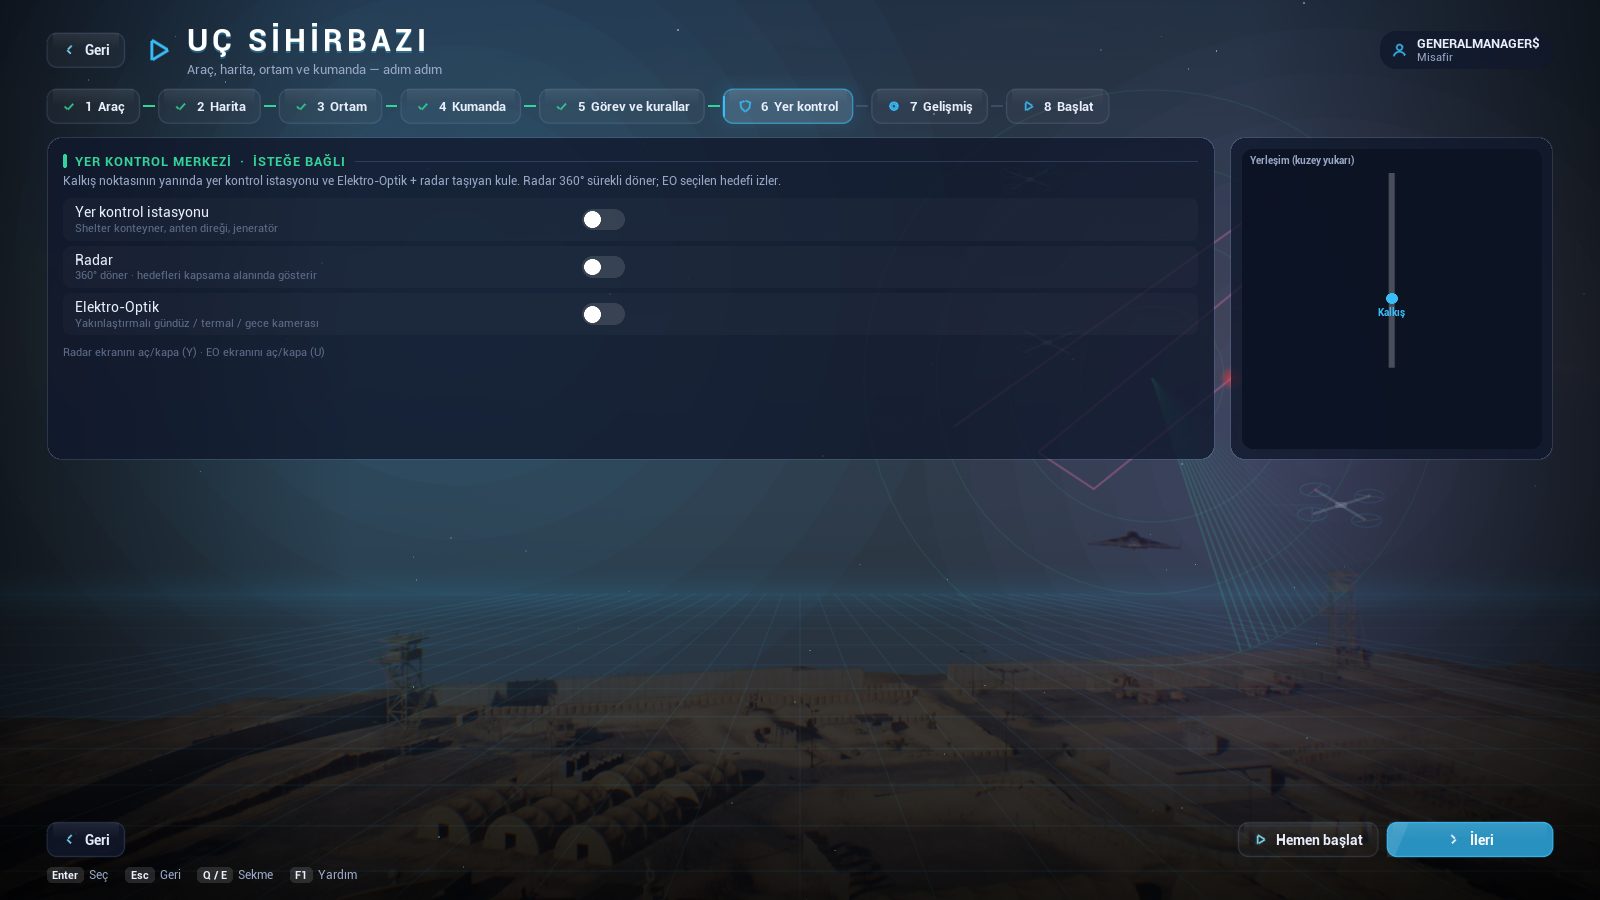 Geri
UÇ SİHİRBAZI
Araç, harita, ortam ve kumanda — adım adım
GENERALMANAGER$
Misafir
1 Araç
2 Harita
3 Ortam
4 Kumanda
5 Görev ve kurallar
6 Yer kontrol
7 Gelişmiş
8 Başlat
YER KONTROL MERKEZİ · İSTEĞE BAĞLI
Kalkış noktasının yanında yer kontrol istasyonu ve Elektro-Optik + radar taşıyan kule. Radar 360° sürekli döner; EO seçilen hedefi izler.
Yer kontrol istasyonu
Shelter konteyner, anten direği, jeneratör
Radar
360° döner · hedefleri kapsama alanında gösterir
Elektro-Optik
Yakınlaştırmalı gündüz / termal / gece kamerası
Radar ekranını aç/kapa (Y) · EO ekranını aç/kapa (U)
Yerleşim (kuzey yukarı)
Kalkış
Geri
Hemen başlat
İleri
Enter Seç
Esc Geri
Q / E Sekme
F1 Yardım